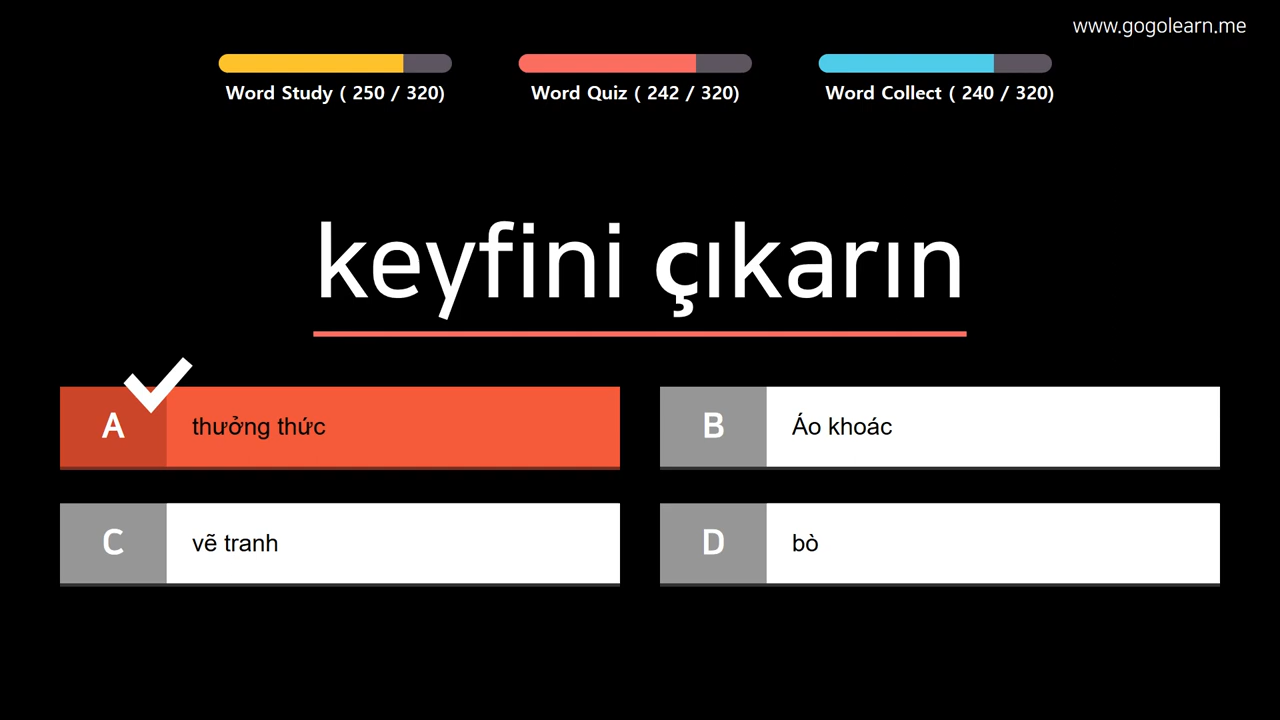 www.gogolearn.me
Word Study ( 250 / 320)
Word Quiz ( 242 / 320)
Word Collect ( 240 / 320)
keyfini çıkarın
A thưởng thức
B Áo khoác
C vẽ tranh
D bò